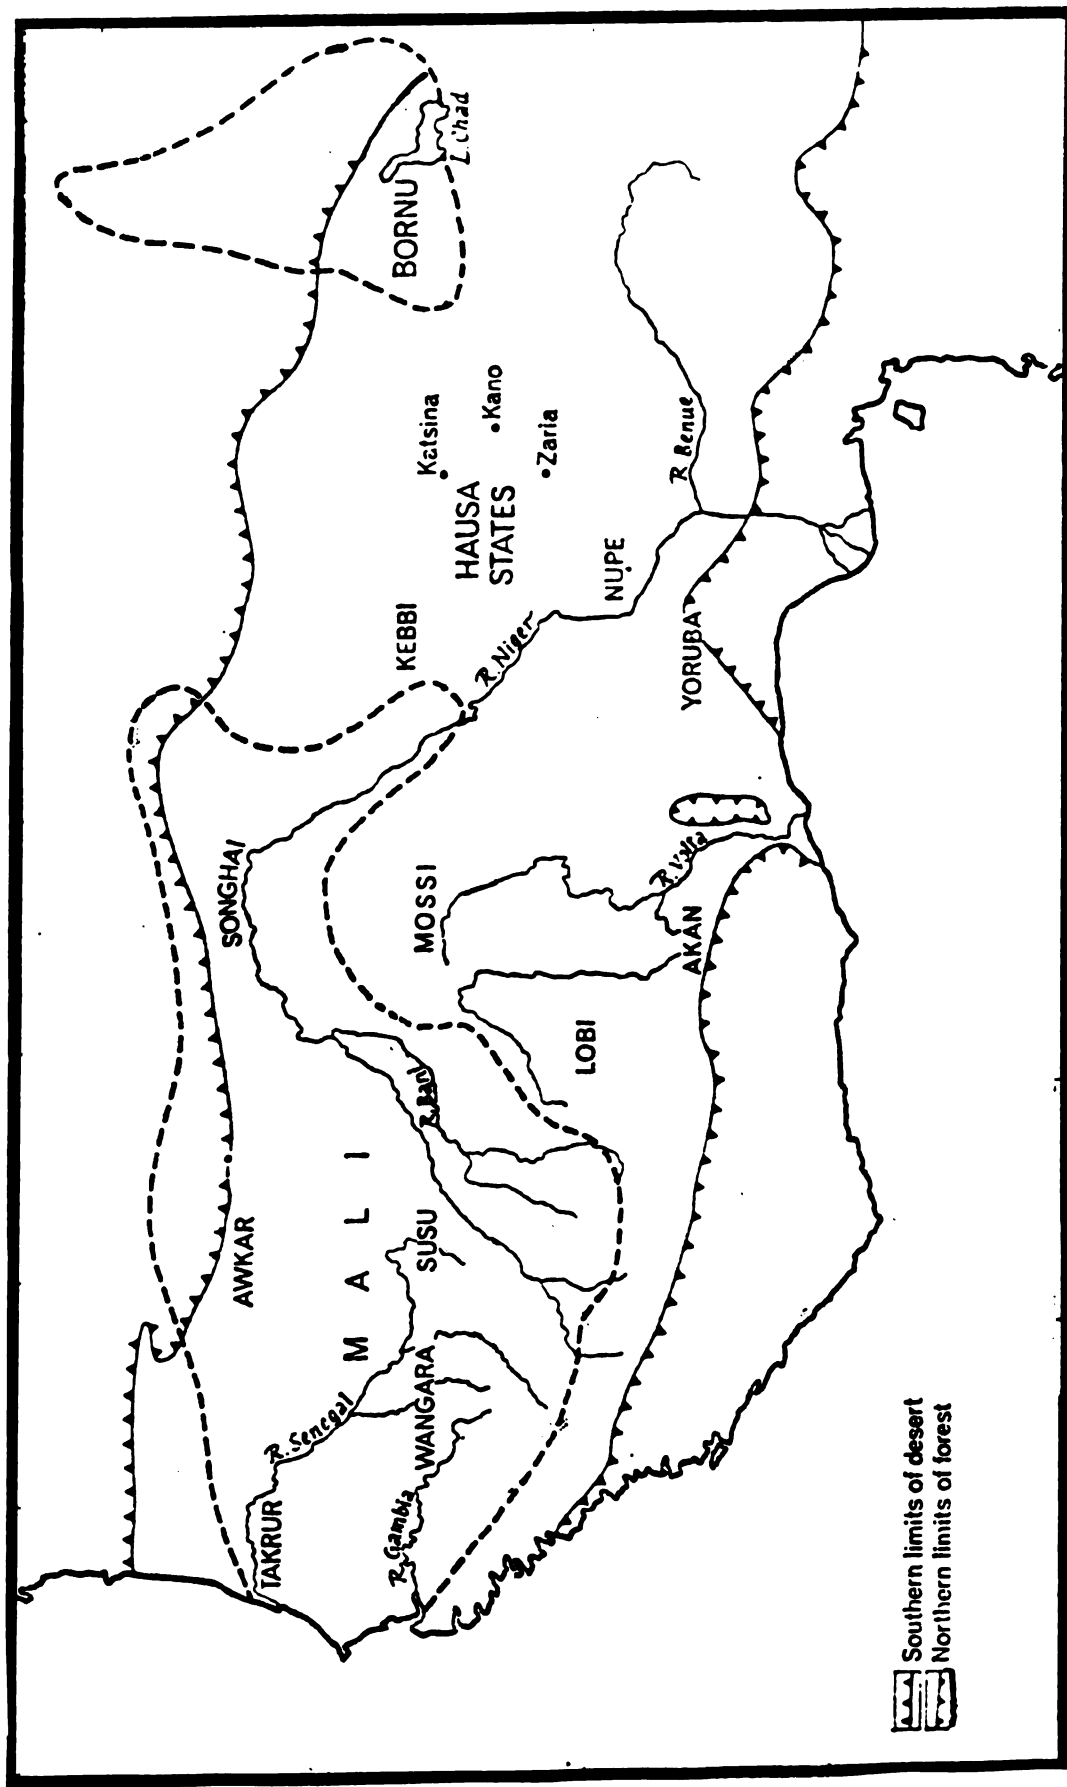 TAKRUR
R. Senegal
R. Gambia
WANGARA
AWKAR
M A L I
SUSU
R. Bani
SONGHAI
MOSSI
LOBI
AKAN
R. Volta
KEBBI
R. Niger
HAUSA
STATES
Katsina
Kano
Zaria
NUPE
YORUBA
R Benue
BORNU
L. Chad
Southern limits of desert
Northern limits of forest